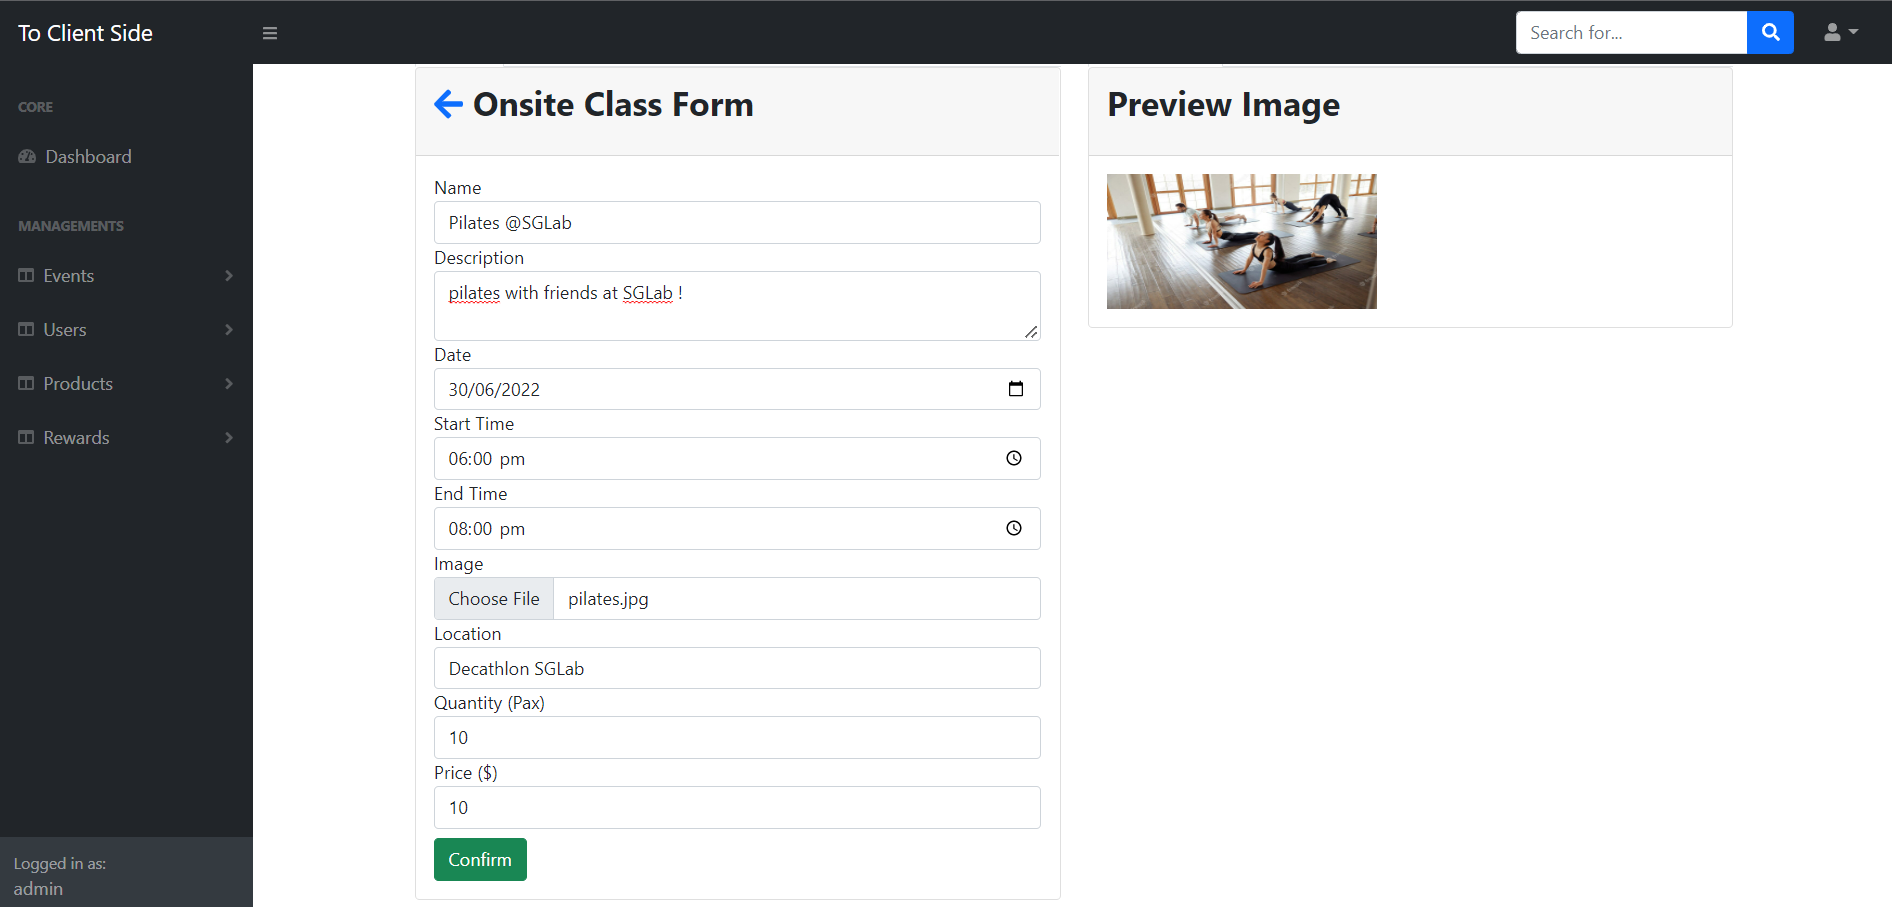 To Client Side
Search for...
CORE
Dashboard
MANAGEMENTS
Events
Users
Products
Rewards
Logged in as:
admin
Onsite Class Form
Name
Pilates @SGLab
Description
pilates with friends at SGLab !
Date
30/06/2022
Start Time
06:00 pm
End Time
08:00 pm
Image
Choose File pilates.jpg
Location
Decathlon SGLab
Quantity (Pax)
10
Price ($)
10
Confirm
Preview Image